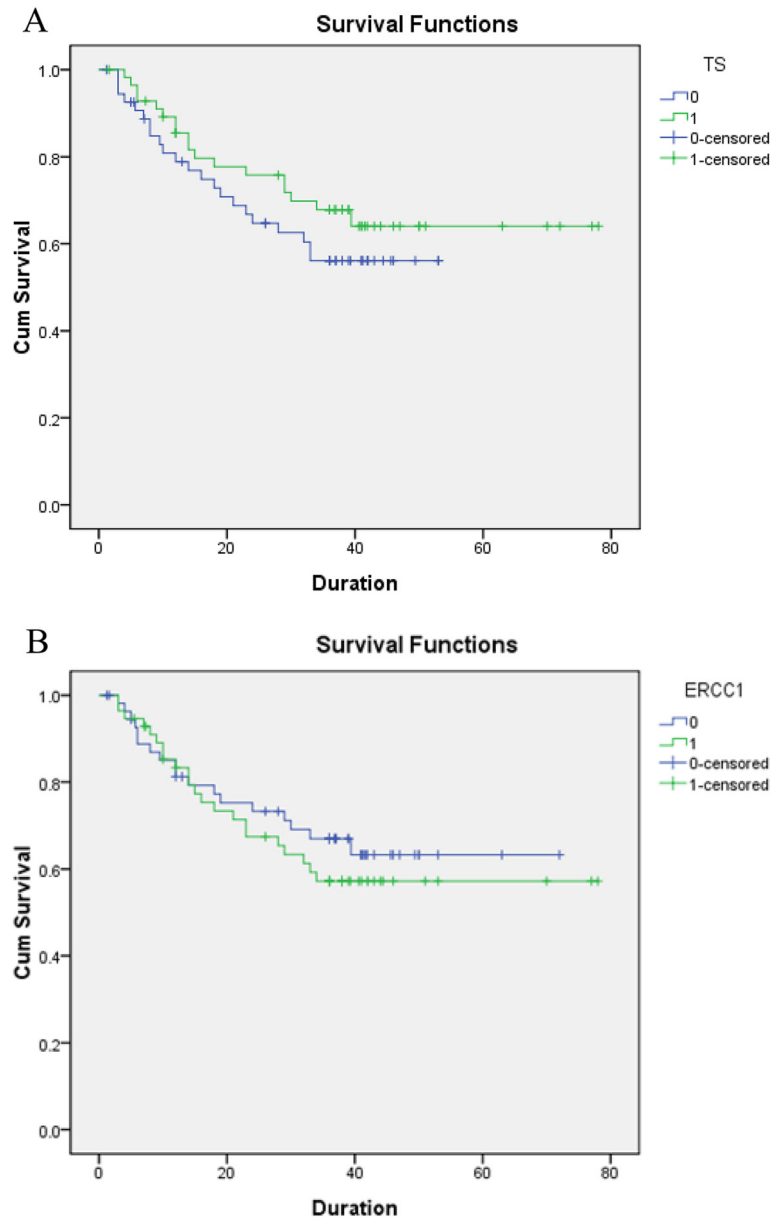 A
Survival Functions
TS
0
1
0-censored
1-censored
Cum Survival
1.0
0.8
0.6
0.4
0.2
0.0
0 20 40 60 80
Duration
B
Survival Functions
ERCC1
0
1
0-censored
1-censored
Cum Survival
1.0
0.8
0.6
0.4
0.2
0.0
0 20 40 60 80
Duration